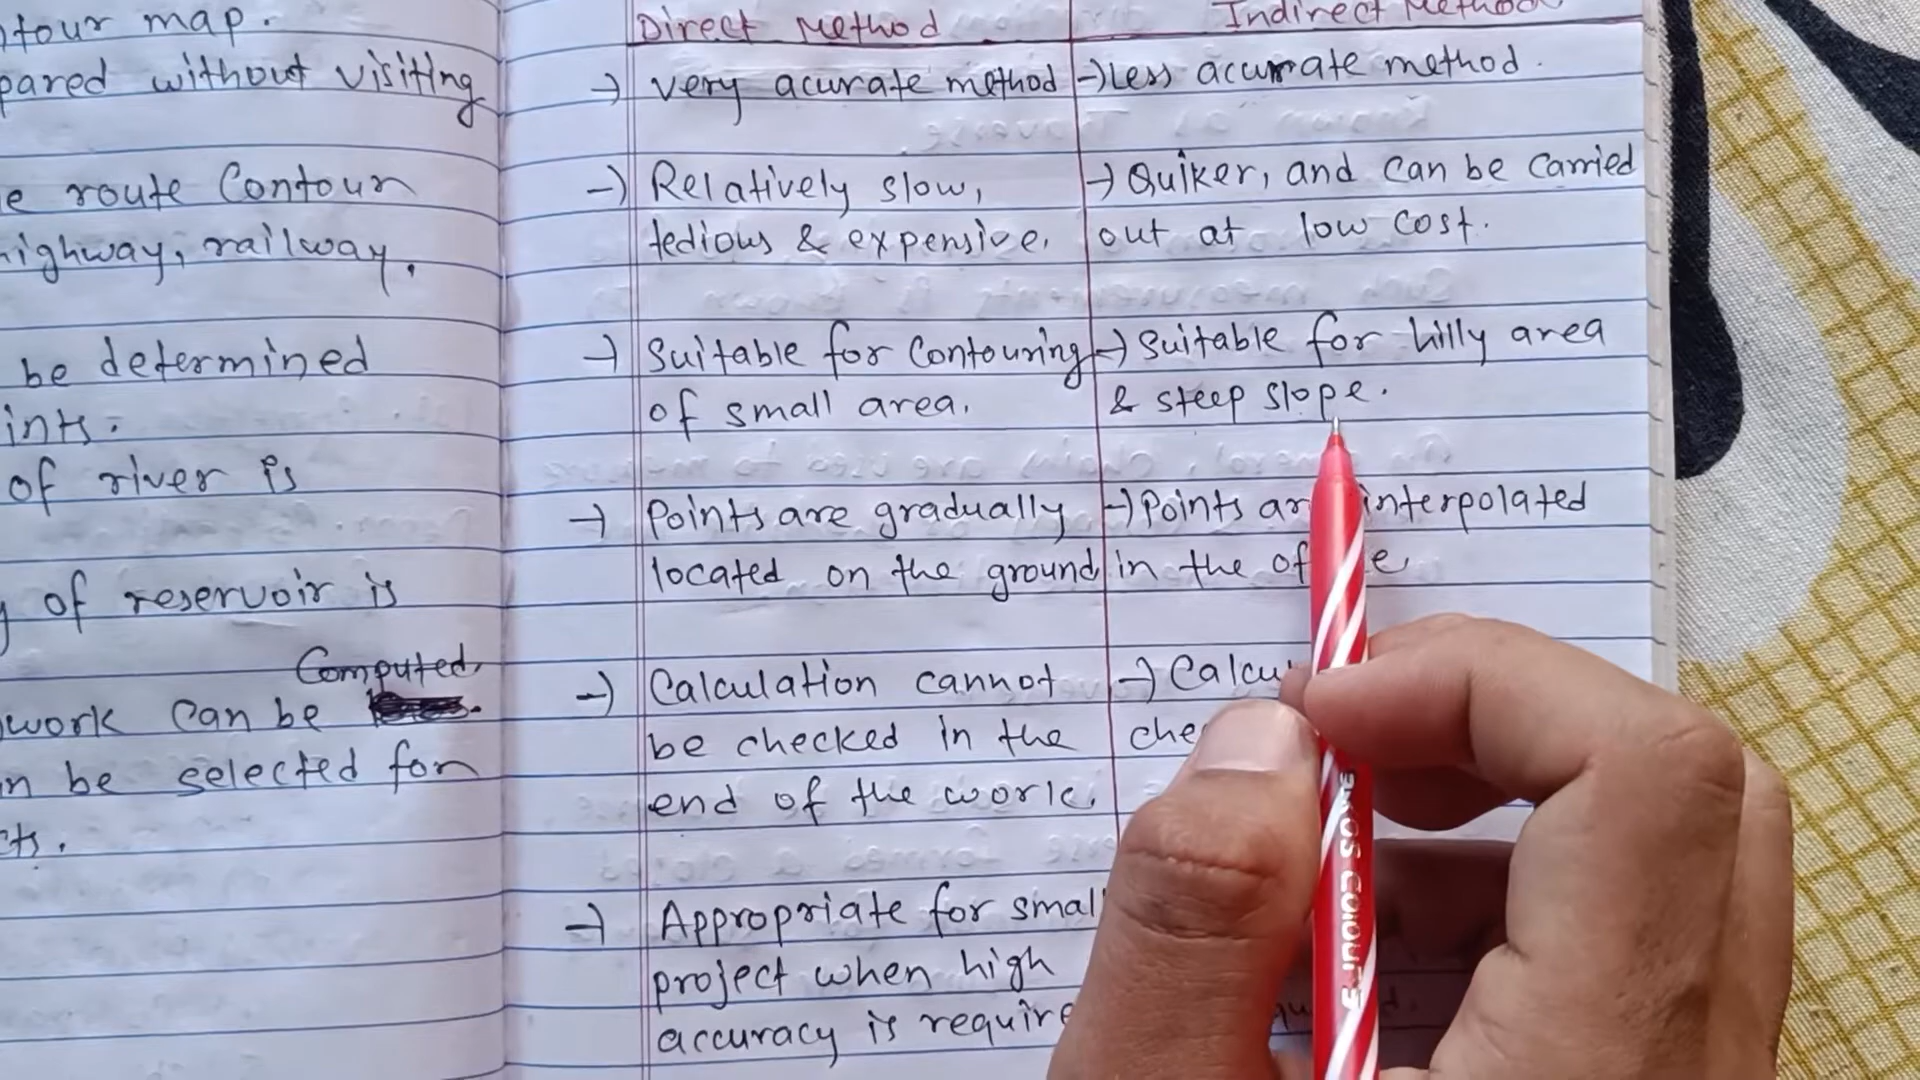 tour map.
pared without visiting
e route Contour
highway, railway.
be determined
ints.
of river is
of reservoir is
Computed
work can be
n be selected for
cts.
Direct Method
Indirect Method
→ very acurate method
→ Less acurrate method.
→ Relatively slow,
tedious & expensive.
→ Quiker, and can be carried
out at low cost.
→ Suitable for Contouring
of small area.
→ Suitable for hilly area
& steep slope.
→ Points are gradually
located on the ground
→ Points ar interpolated
in the of e
→ Calculation cannot
be checked in the
end of the work.
→ Calcu
che
→ Appropriate for small
project when high
accuracy is require
COLOUR